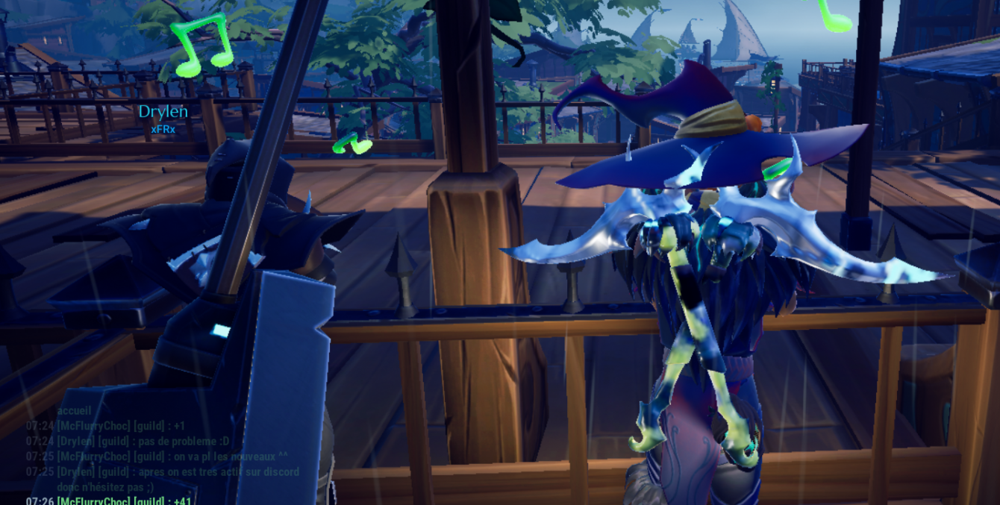 Drylen
xFRx
accueil
07:24 [McFlurryChoc] [guild] : +1
07:24 [Drylen] [guild] : pas de probleme :D
07:25 [McFlurryChoc] [guild] : on va pl les nouveaux ^^
07:25 [Drylen] [guild] : apres on est tres actif sur discord
donc n'hésitez pas ;)
07:26 [McFlurryChoc] [guild] : +41